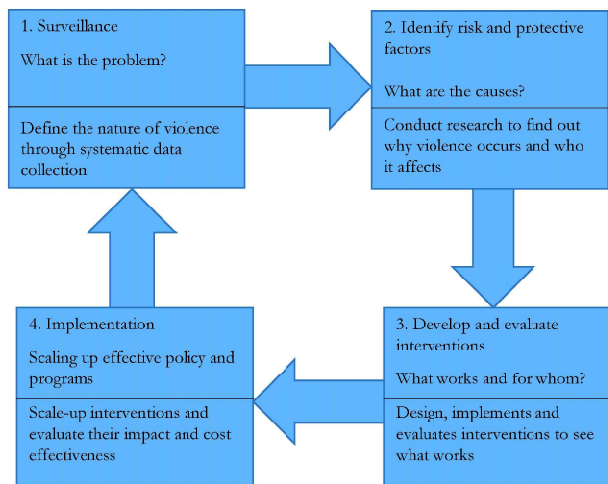 1. Surveillance
What is the problem?
Define the nature of violence
through systematic data
collection
2. Identify risk and protective
factors
What are the causes?
Conduct research to find out
why violence occurs and who
it affects
3. Develop and evaluate
interventions
What works and for whom?
Design, implements and
evaluates interventions to see
what works
4. Implementation
Scaling up effective policy and
programs
Scale-up interventions and
evaluate their impact and cost
effectiveness